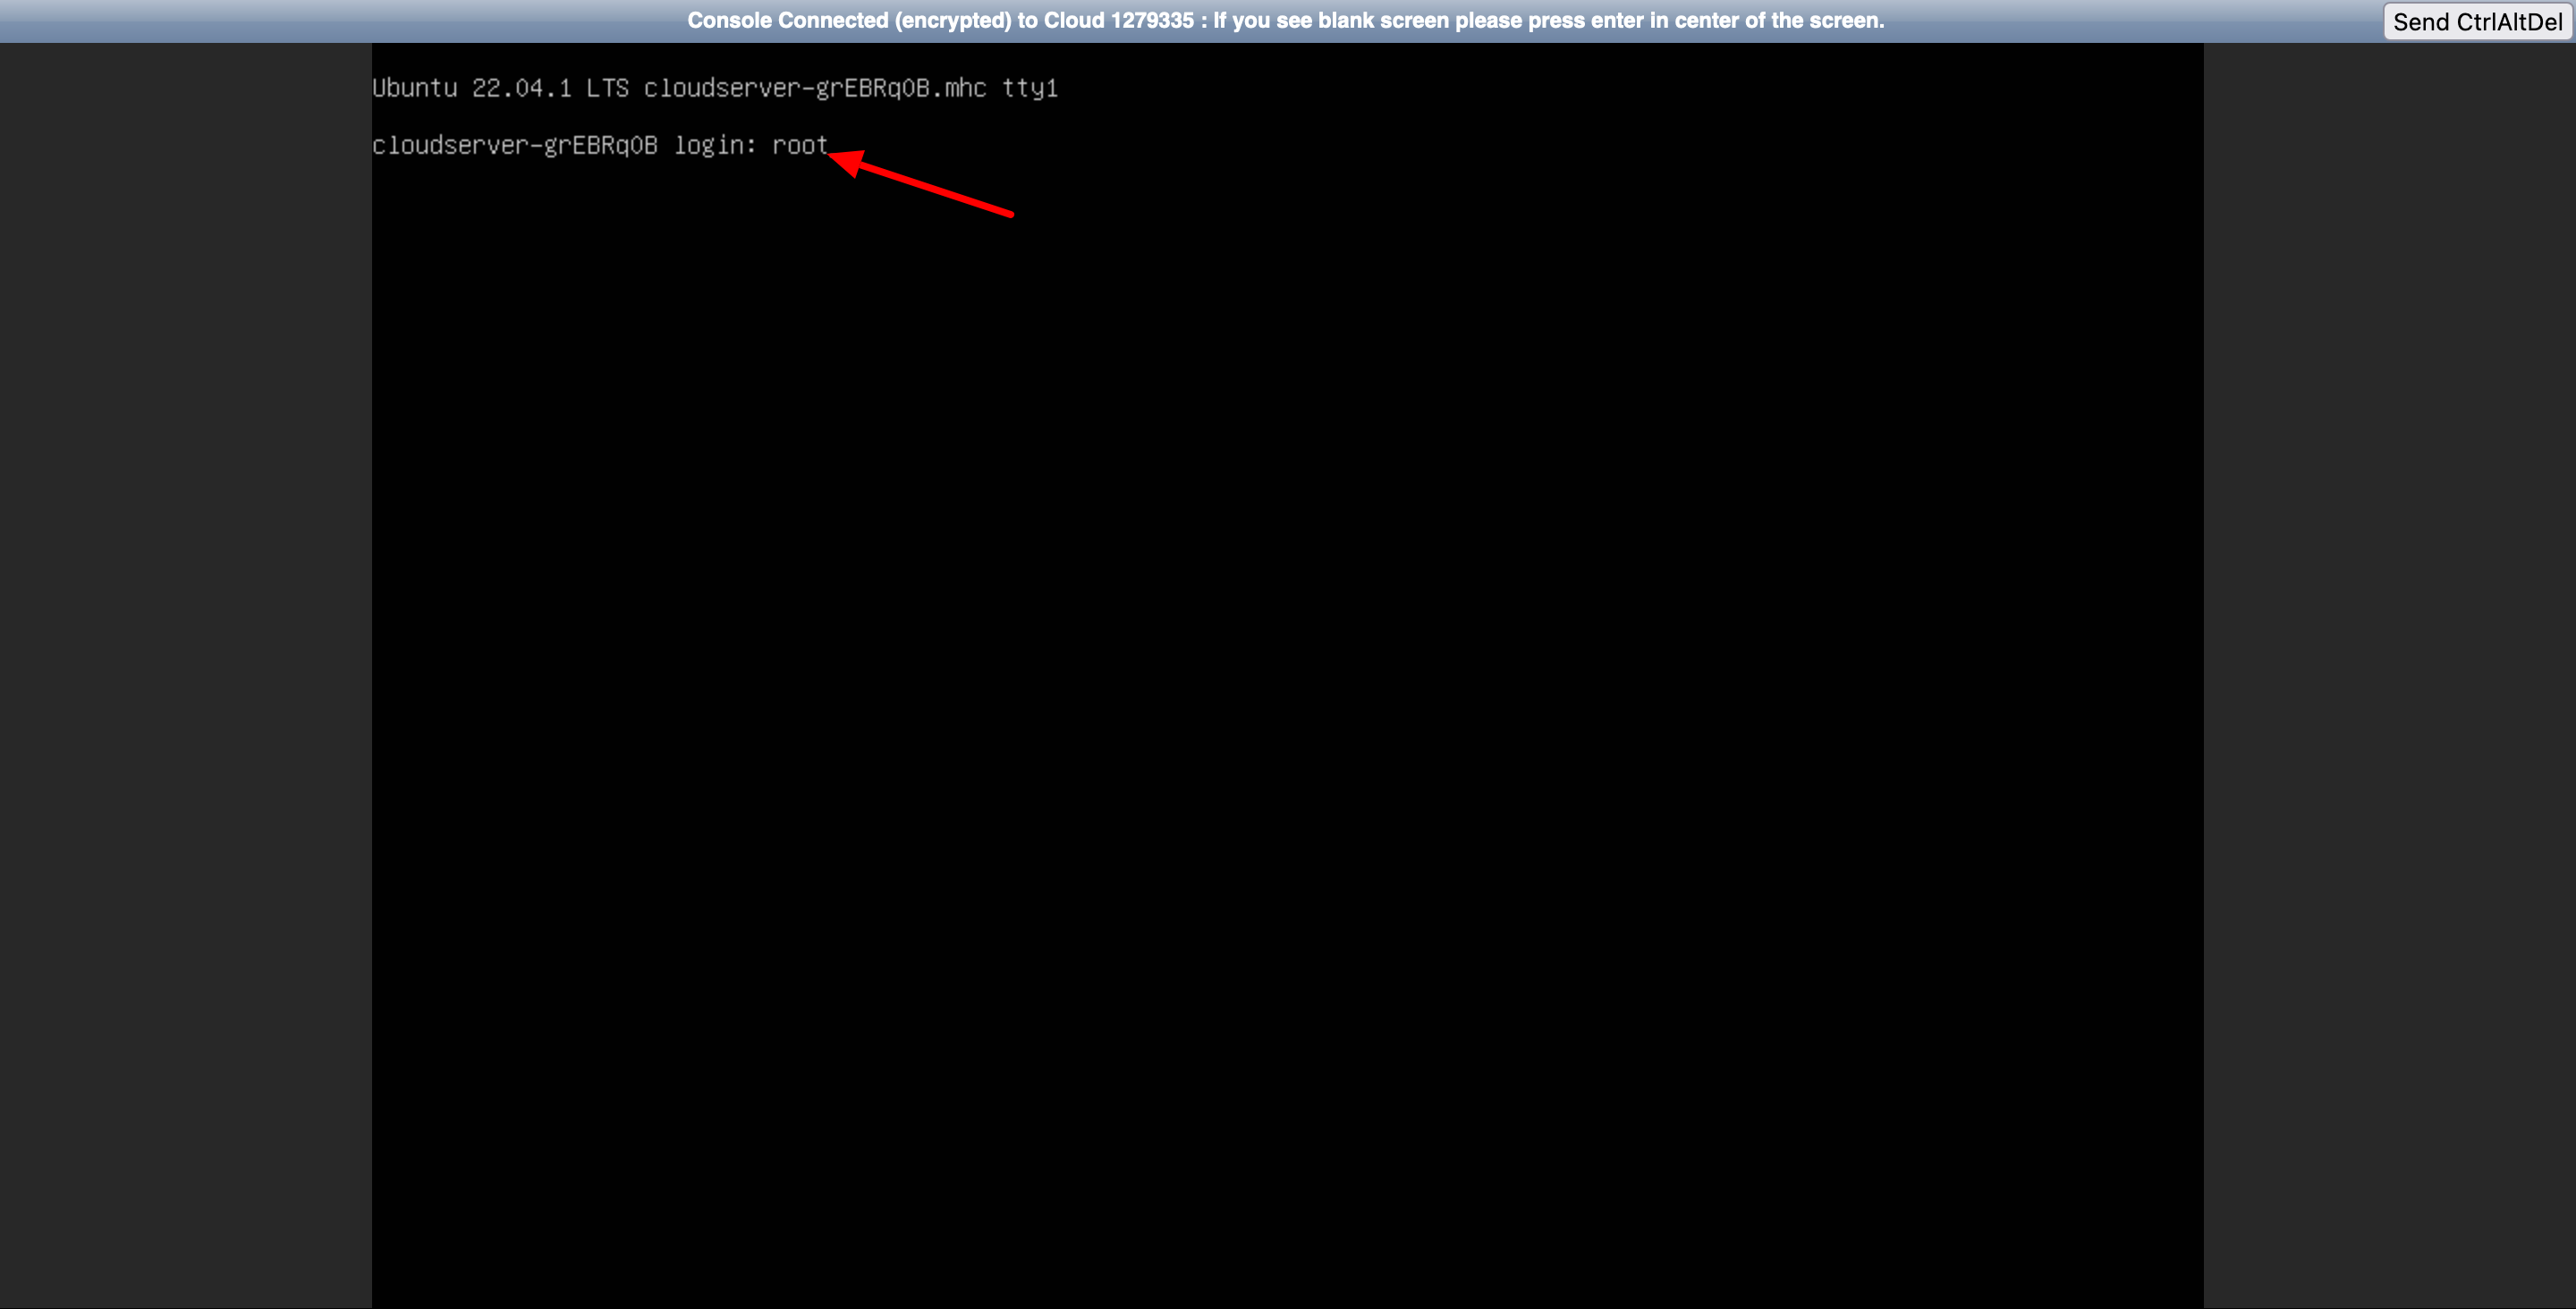 Console Connected (encrypted) to Cloud 1279335 : If you see blank screen please press enter in center of the screen.
Send CtrlAltDel
Ubuntu 22.04.1 LTS cloudserver-grEBRq0B.mhc tty1
cloudserver-grEBRq0B login: root